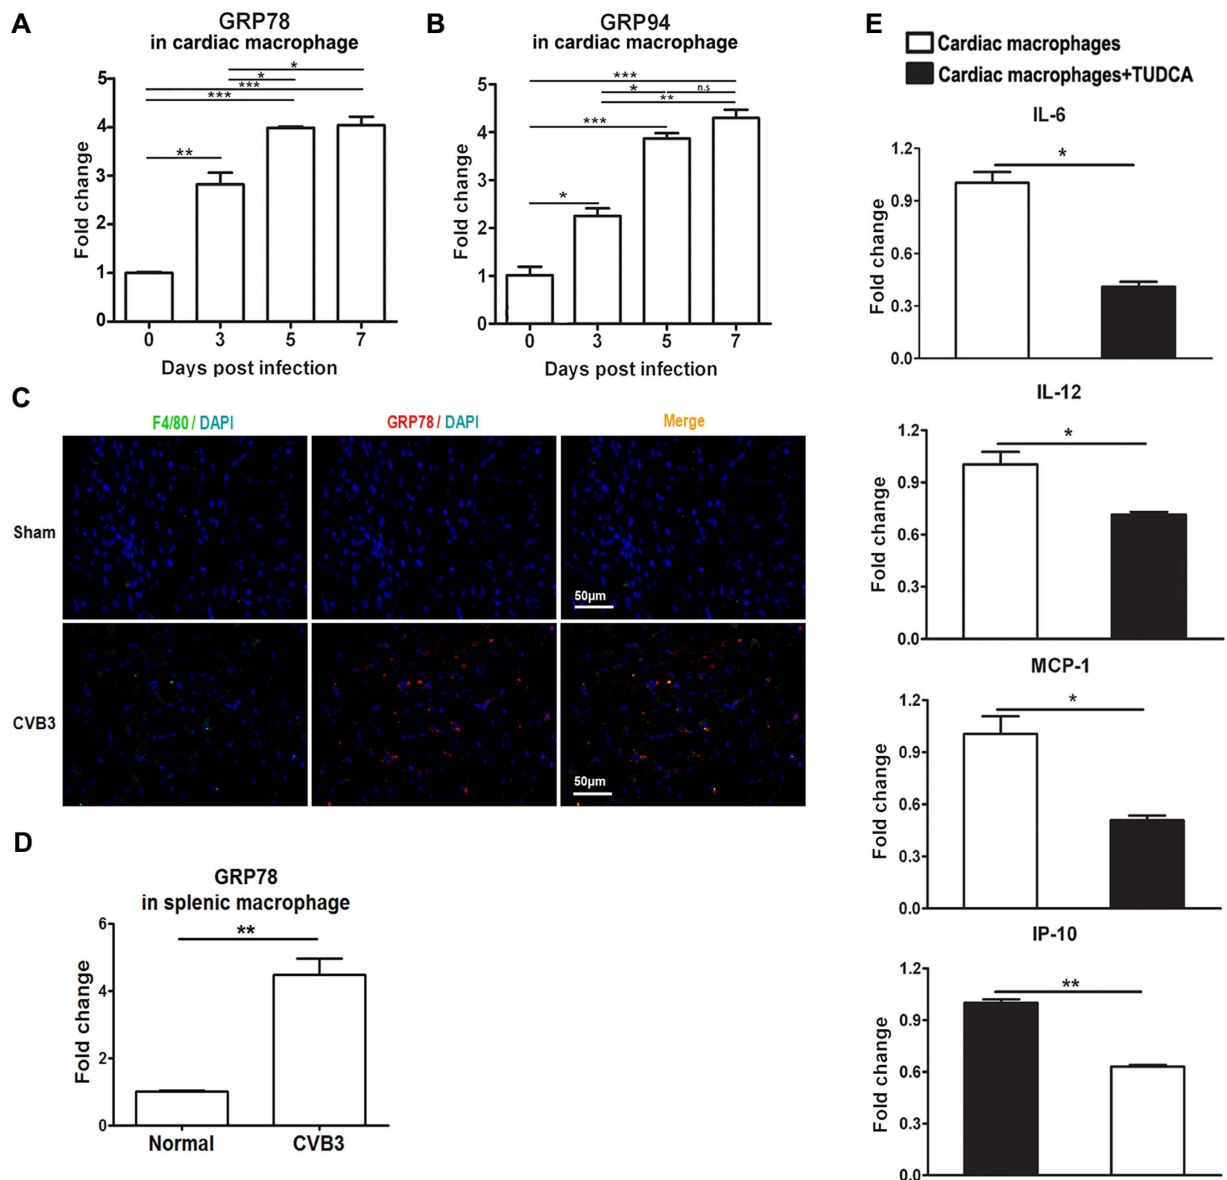 A
GRP78
in cardiac macrophage
*
*
***
***
**
5
4
3
2
1
0
Fold change
0 3 5 7
Days post infection
B
GRP94
in cardiac macrophage
***
* n.s
**
***
*
5
4
3
2
1
0
Fold change
0 3 5 7
Days post infection
C
F4/80 / DAPI GRP78 / DAPI Merge
Sham
50μm
CVB3
50μm
D
GRP78
in splenic macrophage
**
6
4
2
0
Fold change
Normal CVB3
E
Cardiac macrophages
Cardiac macrophages+TUDCA
IL-6
*
1.2
0.9
0.6
0.3
0.0
Fold change
IL-12
*
1.2
0.9
0.6
0.3
0.0
Fold change
MCP-1
*
1.2
0.9
0.6
0.3
0.0
Fold change
IP-10
**
1.2
0.9
0.6
0.3
0.0
Fold change